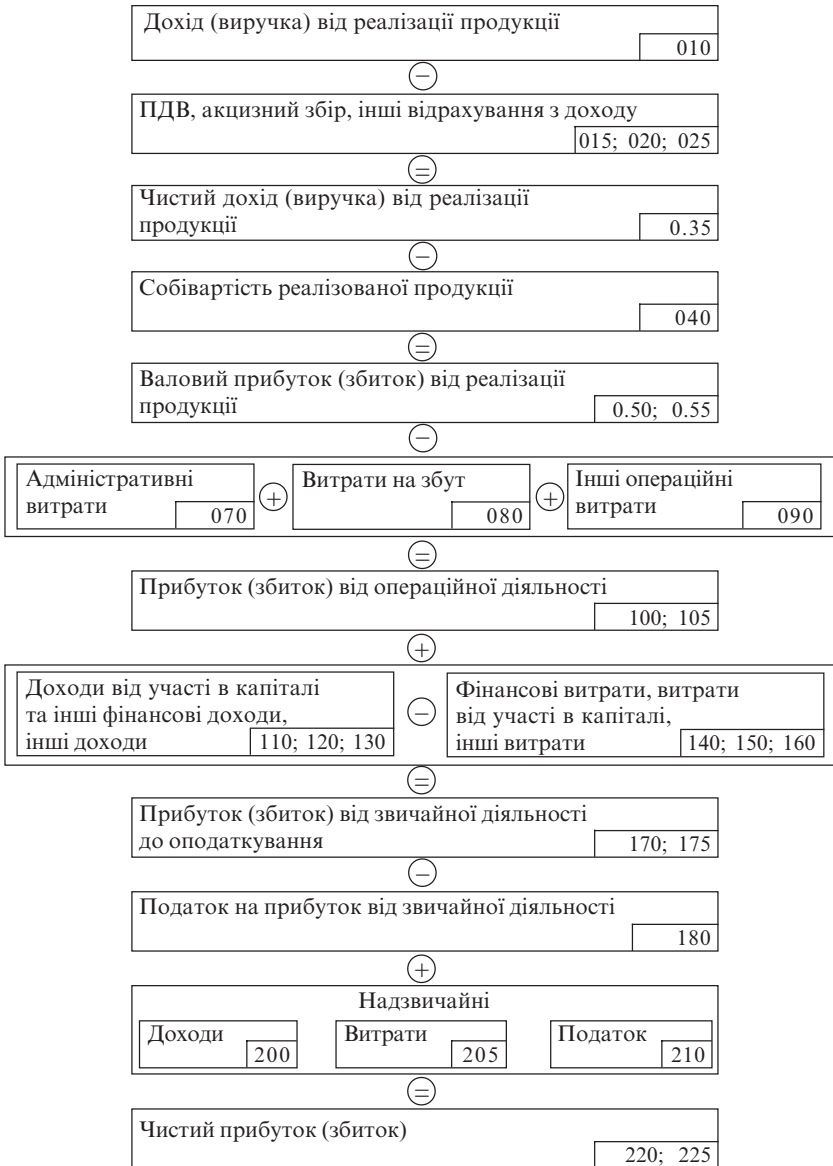 Дохід (виручка) від реалізації продукції
010
−
ПДВ, акцизний збір, інші відрахування з доходу
015; 020; 025
=
Чистий дохід (виручка) від реалізації
продукції
0.35
−
Собівартість реалізованої продукції
040
=
Валовий прибуток (збиток) від реалізації
продукції
0.50; 0.55
−
Адміністративні
витрати
070
+
Витрати на збут
080
+
Інші операційні
витрати
090
=
Прибуток (збиток) від операційної діяльності
100; 105
+
Доходи від участі в капіталі
та інші фінансові доходи,
інші доходи
110; 120; 130
−
Фінансові витрати, витрати
від участі в капіталі,
інші витрати
140; 150; 160
=
Прибуток (збиток) від звичайної діяльності
до оподаткування
170; 175
−
Податок на прибуток від звичайної діяльності
180
+
Надзвичайні
Доходи
200
Витрати
205
Податок
210
=
Чистий прибуток (збиток)
220; 225